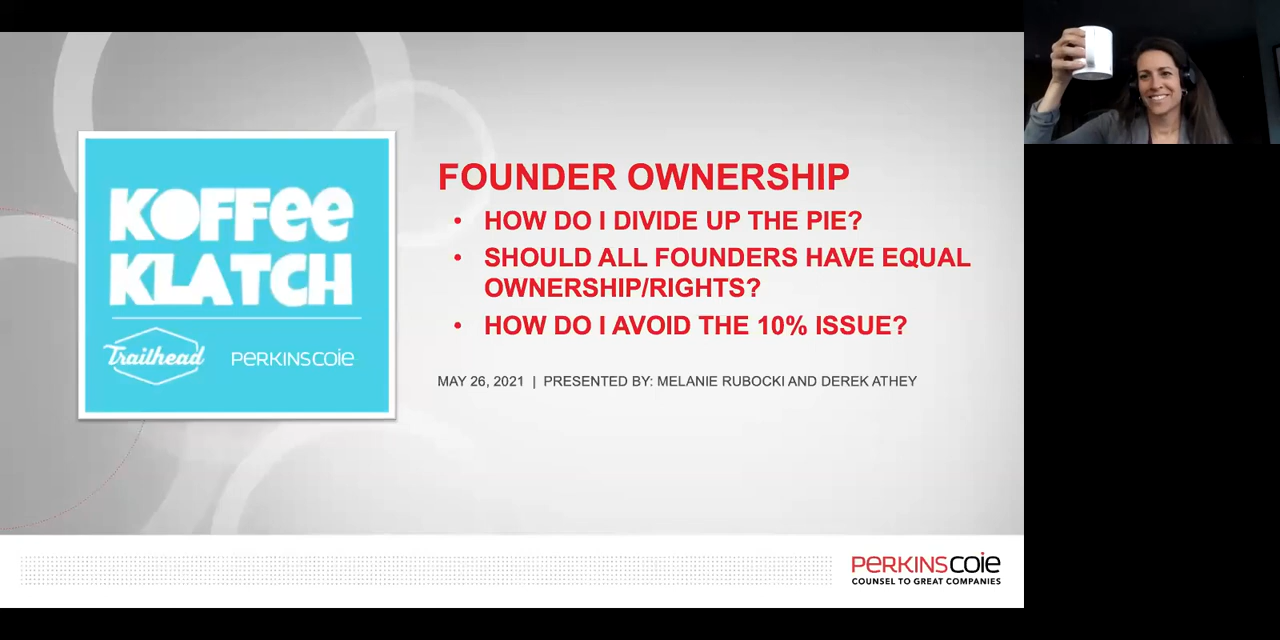 KOFFee
KLATCH
Trailhead
PERKINSCOIE
FOUNDER OWNERSHIP
• HOW DO I DIVIDE UP THE PIE?
• SHOULD ALL FOUNDERS HAVE EQUAL
OWNERSHIP/RIGHTS?
• HOW DO I AVOID THE 10% ISSUE?
MAY 26, 2021 | PRESENTED BY: MELANIE RUBOCKI AND DEREK ATHEY
PERKINSCOIE
COUNSEL TO GREAT COMPANIES